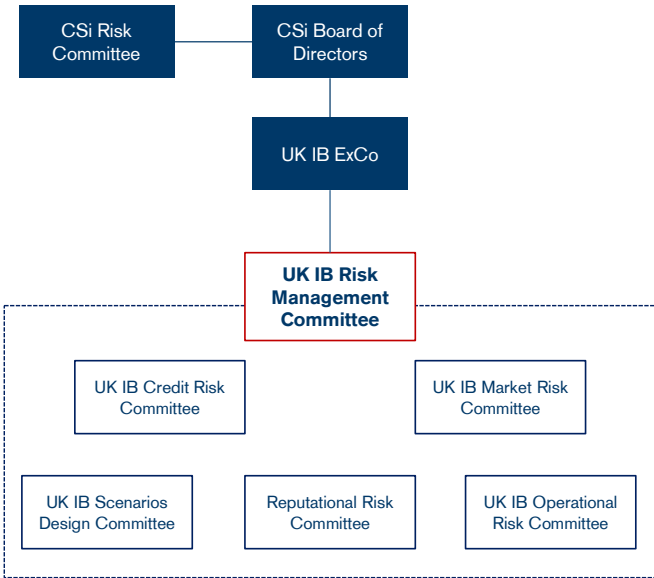 CSi Risk
Committee
CSi Board of
Directors
UK IB ExCo
UK IB Risk
Management
Committee
UK IB Credit Risk
Committee
UK IB Market Risk
Committee
UK IB Scenarios
Design Committee
Reputational Risk
Committee
UK IB Operational
Risk Committee